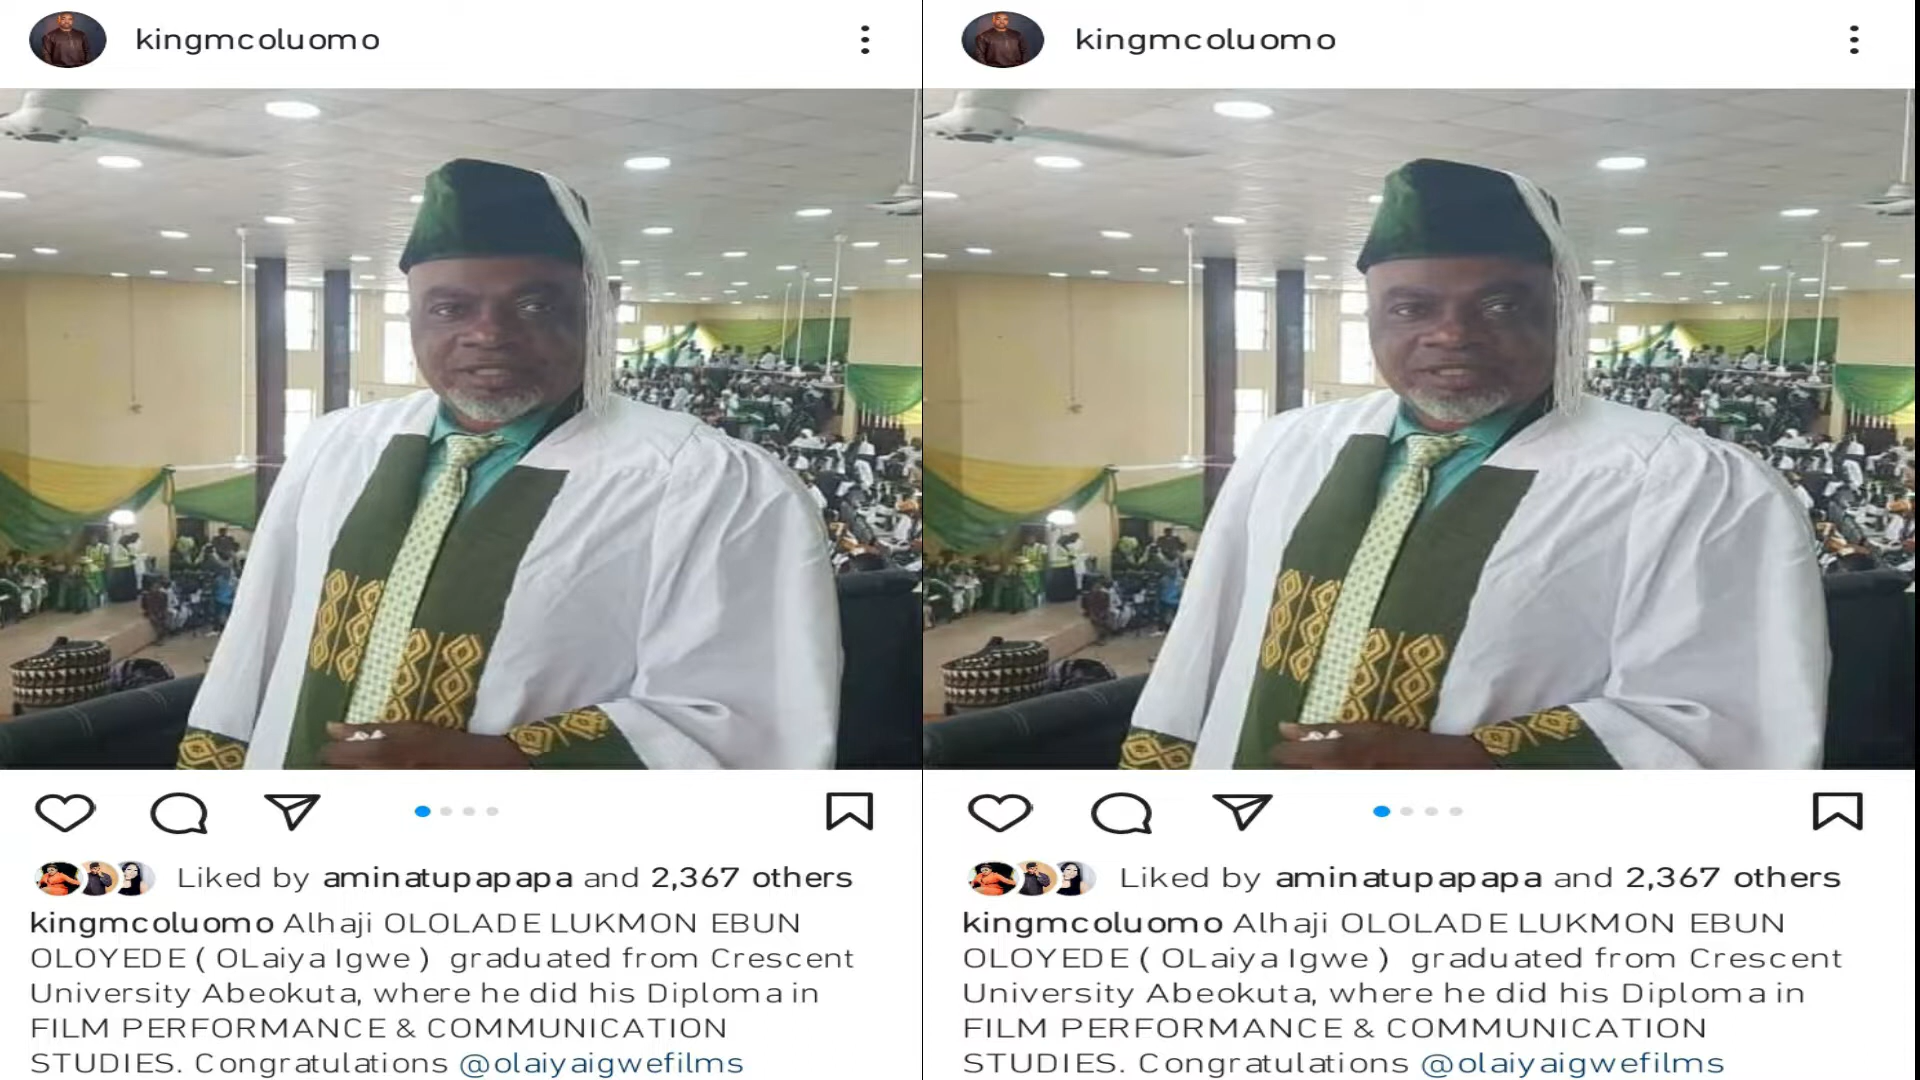 kingmcoluomo
Liked by aminatupapapa and 2,367 others
kingmcoluomo Alhaji OLOLADE LUKMON EBUN
OLOYEDE ( OLaiya Igwe ) graduated from Crescent
University Abeokuta, where he did his Diploma in
FILM PERFORMANCE & COMMUNICATION
STUDIES. Congratulations @olaiyaigwefilms
kingmcoluomo
Liked by aminatupapapa and 2,367 others
kingmcoluomo Alhaji OLOLADE LUKMON EBUN
OLOYEDE ( OLaiya Igwe ) graduated from Crescent
University Abeokuta, where he did his Diploma in
FILM PERFORMANCE & COMMUNICATION
STUDIES. Congratulations @olaiyaigwefilms